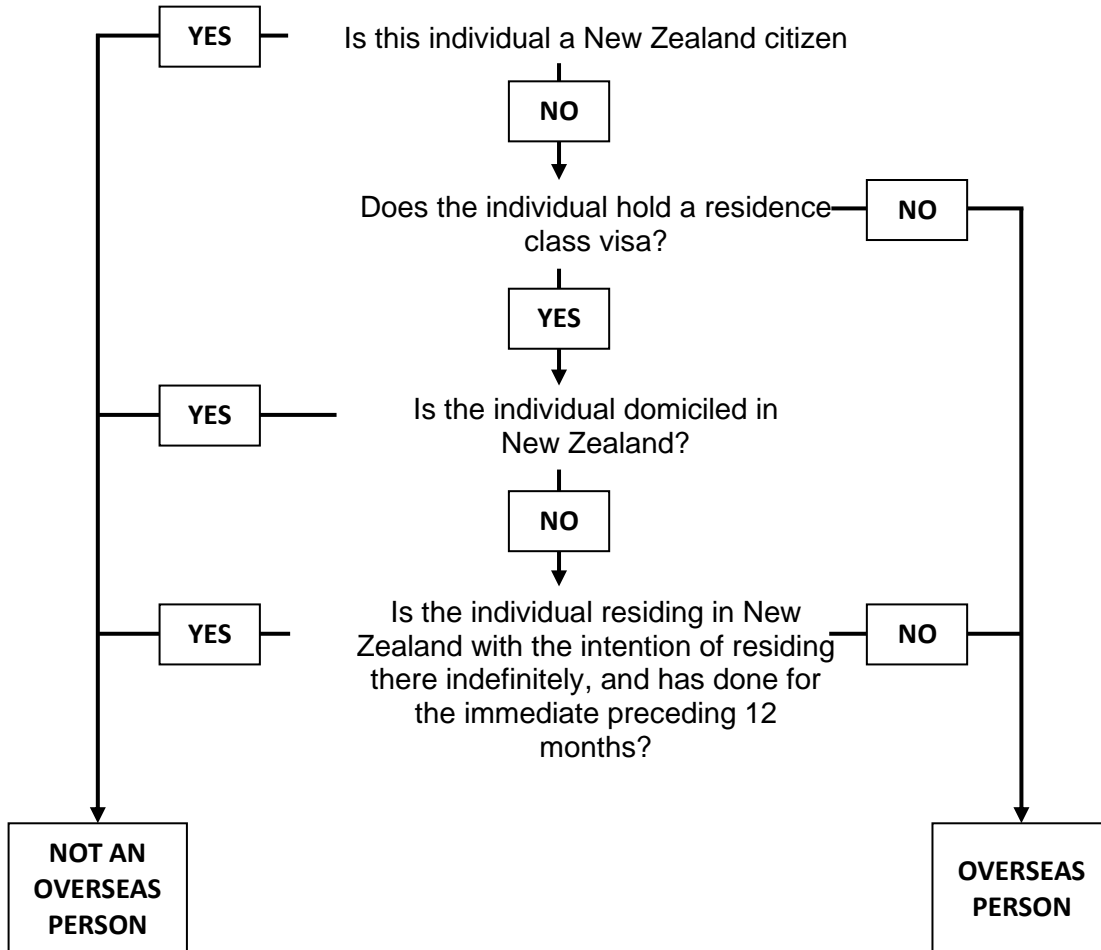 YES
Is this individual a New Zealand citizen
NO
Does the individual hold a residence
class visa?
NO
YES
YES
Is the individual domiciled in
New Zealand?
NO
YES
Is the individual residing in New
Zealand with the intention of residing
there indefinitely, and has done for
the immediate preceding 12
months?
NO
NOT AN
OVERSEAS
PERSON
OVERSEAS
PERSON